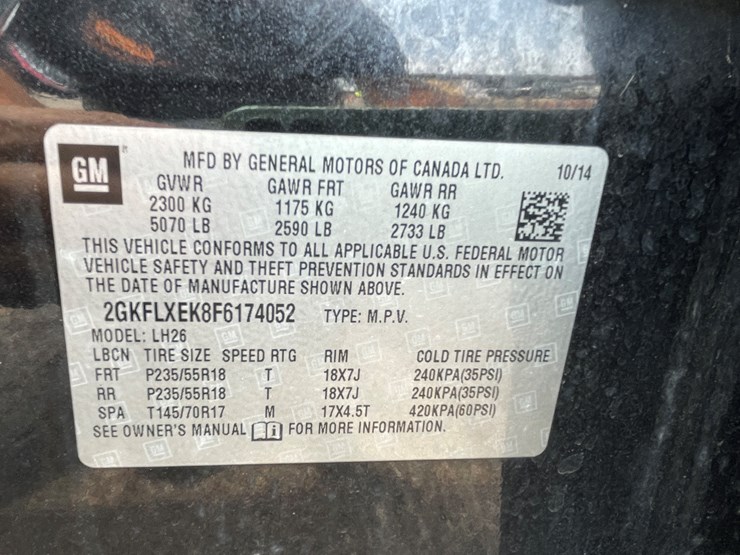 GM MFD BY GENERAL MOTORS OF CANADA LTD. 10/14
GVWR GAWR FRT GAWR RR
2300 KG 1175 KG 1240 KG
5070 LB 2590 LB 2733 LB
THIS VEHICLE CONFORMS TO ALL APPLICABLE U.S. FEDERAL MOTOR
VEHICLE SAFETY AND THEFT PREVENTION STANDARDS IN EFFECT ON
THE DATE OF MANUFACTURE SHOWN ABOVE.
2GKFLXEK8F6174052 TYPE: M.P.V.
MODEL: LH26
LBCN TIRE SIZE SPEED RTG RIM COLD TIRE PRESSURE
FRT P235/55R18 T 18X7J 240KPA(35PSI)
RR P235/55R18 T 18X7J 240KPA(35PSI)
SPA T145/70R17 M 17X4.5T 420KPA(60PSI)
SEE OWNER'S MANUAL i FOR MORE INFORMATION.